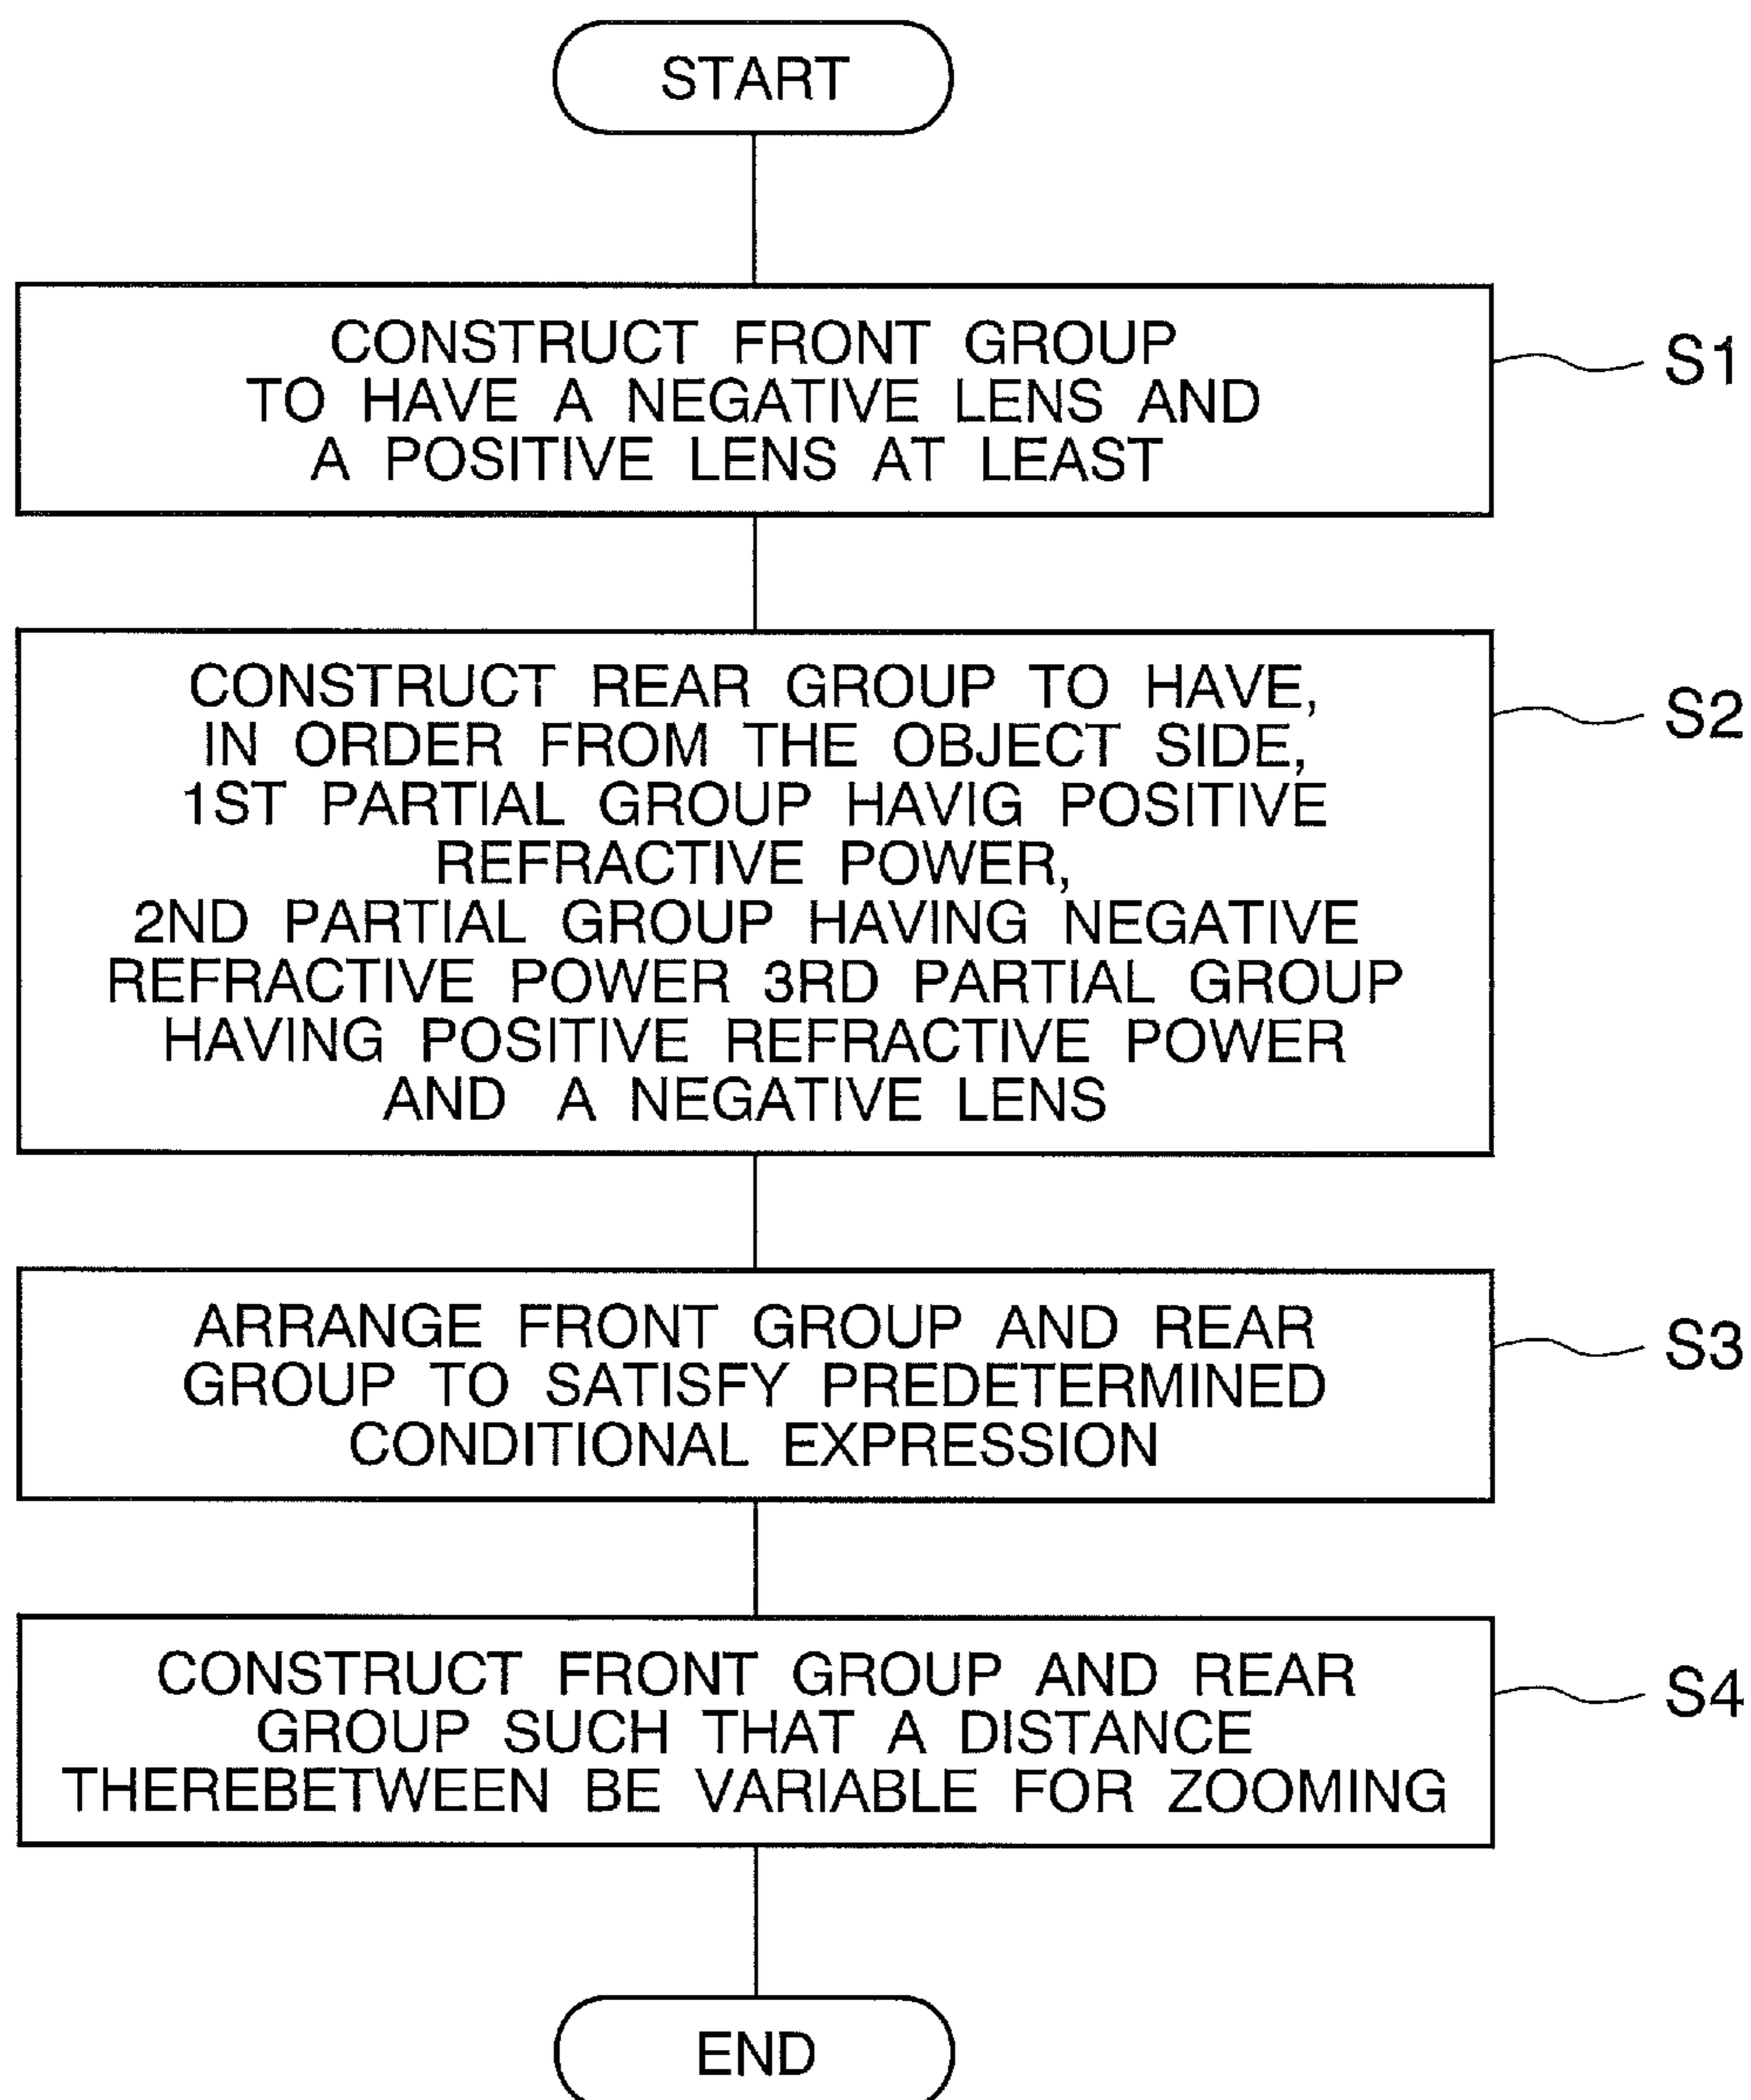 START
CONSTRUCT FRONT GROUP
TO HAVE A NEGATIVE LENS AND
A POSITIVE LENS AT LEAST
S1
CONSTRUCT REAR GROUP TO HAVE,
IN ORDER FROM THE OBJECT SIDE,
1ST PARTIAL GROUP HAVIG POSITIVE
REFRACTIVE POWER,
2ND PARTIAL GROUP HAVING NEGATIVE
REFRACTIVE POWER 3RD PARTIAL GROUP
HAVING POSITIVE REFRACTIVE POWER
AND A NEGATIVE LENS
S2
ARRANGE FRONT GROUP AND REAR
GROUP TO SATISFY PREDETERMINED
CONDITIONAL EXPRESSION
S3
CONSTRUCT FRONT GROUP AND REAR
GROUP SUCH THAT A DISTANCE
THEREBETWEEN BE VARIABLE FOR ZOOMING
S4
END